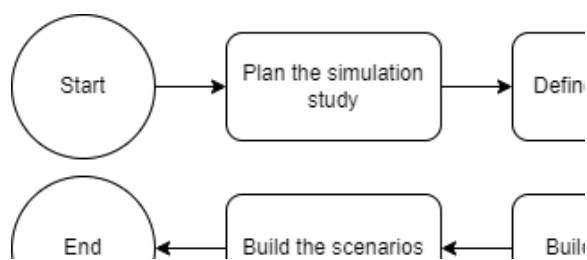 Start
Plan the simulation
study
End
Build the scenarios